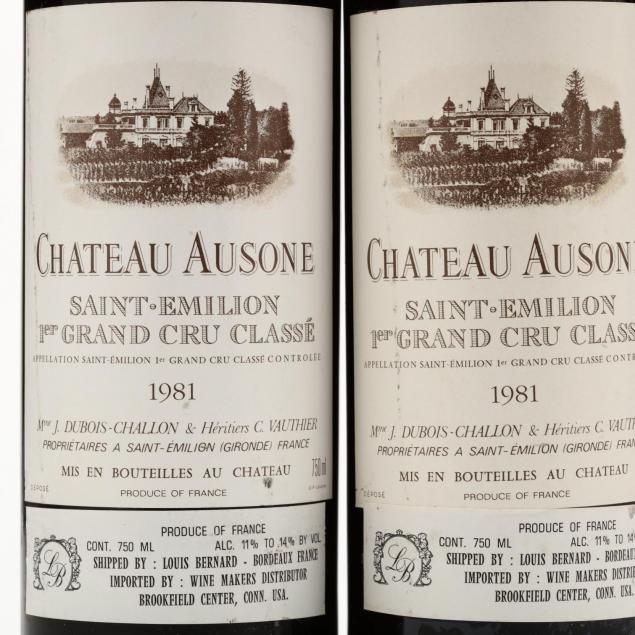 CHATEAU AUSONE
SAINT-EMILION
1er GRAND CRU CLASSÉ
APPELLATION SAINT-ÉMILION 1er GRAND CRU CLASSÉ CONTROLÉE
1981
Mme J. DUBOIS-CHALLON & Héritiers C. VAUTHIER
PROPRIÉTAIRES A SAINT-ÉMILION (GIRONDE) FRANCE
MIS EN BOUTEILLES AU CHATEAU 750 ml
DÉPOSÉ
PRODUCE OF FRANCE
PRODUCE OF FRANCE
CONT. 750 ML ALC. 11% TO 14% BY VOL
LB
SHIPPED BY : LOUIS BERNARD - BORDEAUX FRANCE
IMPORTED BY : WINE MAKERS DISTRIBUTOR
BROOKFIELD CENTER, CONN. USA.
CHATEAU AUSON
SAINT-EMILION
1er GRAND CRU CLASS
APPELLATION SAINT-ÉMILION 1er GRAND CRU CLASSÉ CONT
1981
Mme J. DUBOIS-CHALLON & Héritiers C. VAUTH
PROPRIÉTAIRES A SAINT-ÉMILION (GIRONDE) FRAN
MIS EN BOUTEILLES AU CHATEAU
DÉPOSÉ
PRODUCE OF FRANCE
PRODUCE OF FRANCE
CONT. 750 ML ALC. 11% TO 14
LB
SHIPPED BY : LOUIS BERNARD - BORDEAU
IMPORTED BY : WINE MAKERS DISTRI
BROOKFIELD CENTER, CONN. USA.